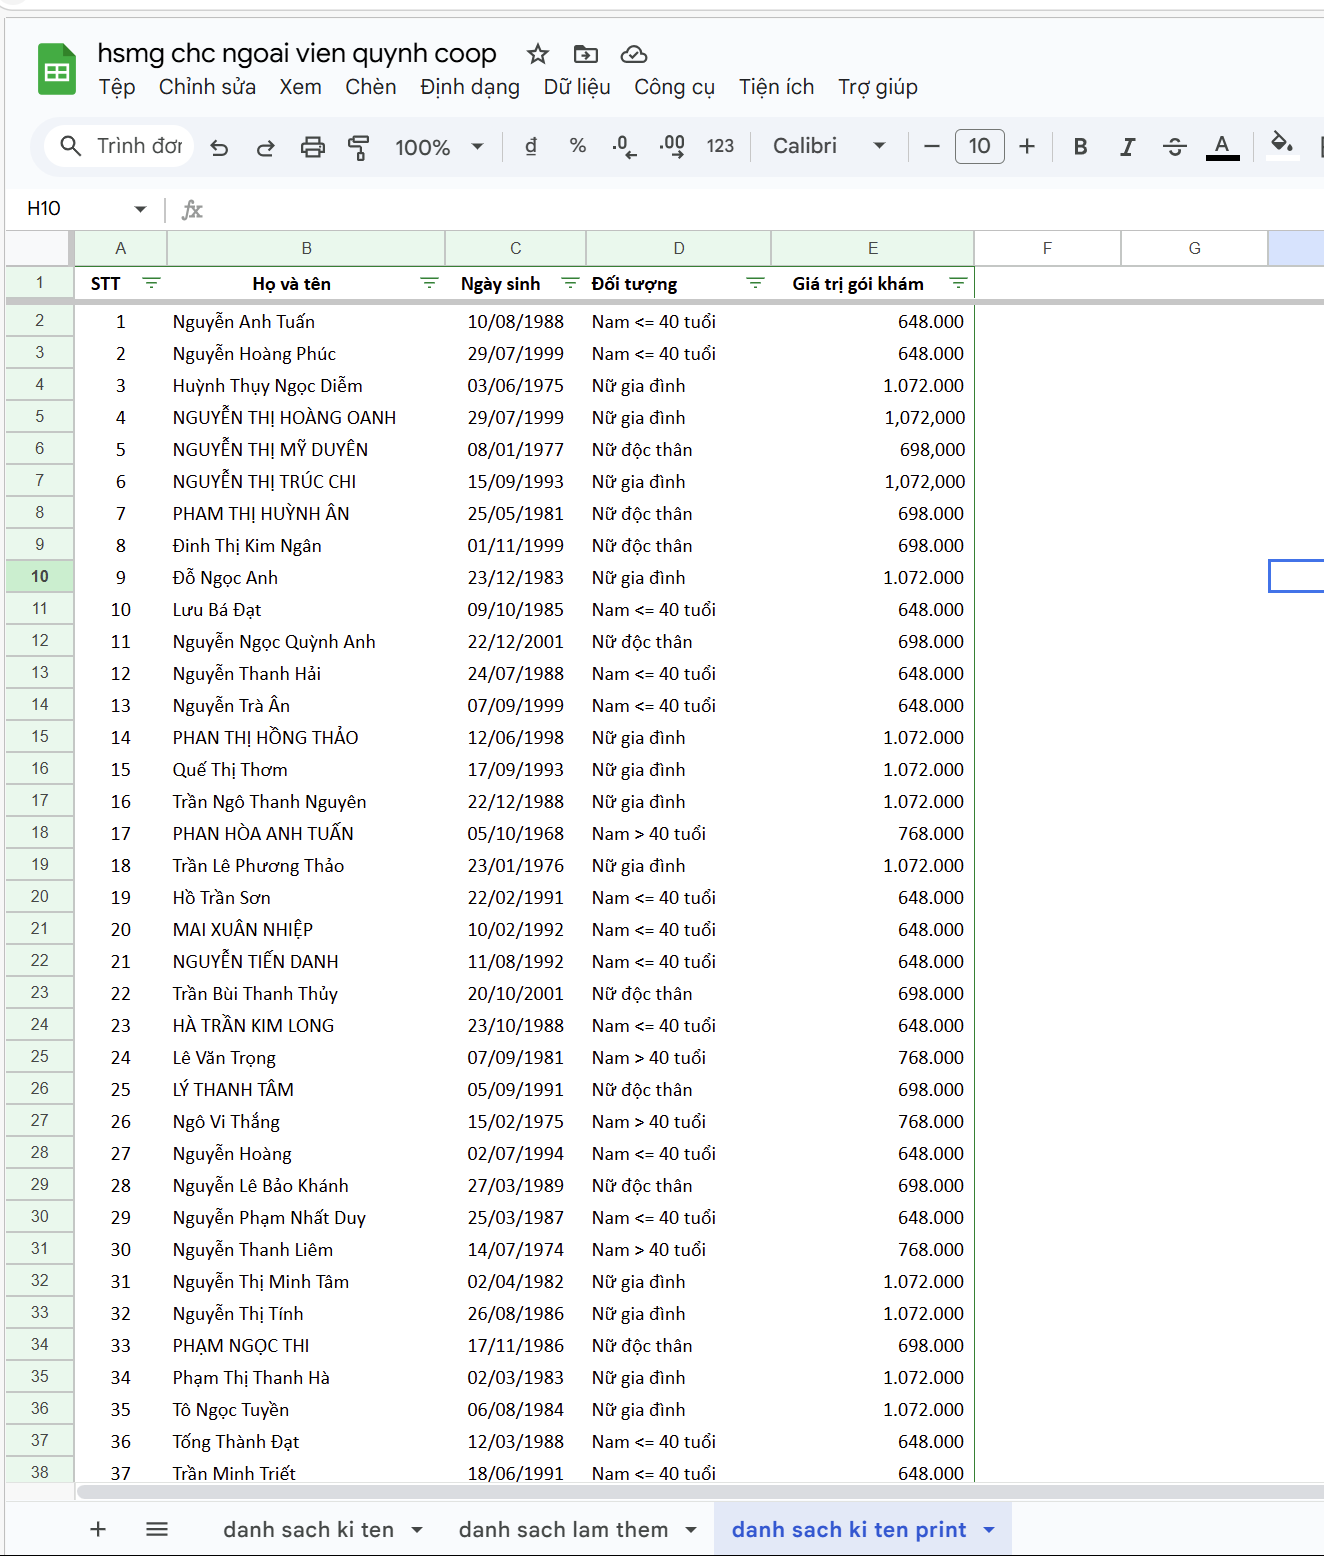 hsmg chc ngoai vien quynh coop
Tệp Chỉnh sửa Xem Chèn Định dạng Dữ liệu Công cụ Tiện ích Trợ giúp
Trình đơn 100% đ % .0 .00 123 Calibri 10 B I S A
H10 fx
A B C D E F G
1 STT Họ và tên Ngày sinh Đối tượng Giá trị gói khám
2 1 Nguyễn Anh Tuấn 10/08/1988 Nam <= 40 tuổi 648.000
3 2 Nguyễn Hoàng Phúc 29/07/1999 Nam <= 40 tuổi 648.000
4 3 Huỳnh Thụy Ngọc Diễm 03/06/1975 Nữ gia đình 1.072.000
5 4 NGUYỄN THỊ HOÀNG OANH 29/07/1999 Nữ gia đình 1,072,000
6 5 NGUYỄN THỊ MỸ DUYÊN 08/01/1977 Nữ độc thân 698,000
7 6 NGUYỄN THỊ TRÚC CHI 15/09/1993 Nữ gia đình 1,072,000
8 7 PHAM THỊ HUỲNH ÂN 25/05/1981 Nữ độc thân 698.000
9 8 Đinh Thị Kim Ngân 01/11/1999 Nữ độc thân 698.000
10 9 Đỗ Ngọc Anh 23/12/1983 Nữ gia đình 1.072.000
11 10 Lưu Bá Đạt 09/10/1985 Nam <= 40 tuổi 648.000
12 11 Nguyễn Ngọc Quỳnh Anh 22/12/2001 Nữ độc thân 698.000
13 12 Nguyễn Thanh Hải 24/07/1988 Nam <= 40 tuổi 648.000
14 13 Nguyễn Trà Ân 07/09/1999 Nam <= 40 tuổi 648.000
15 14 PHAN THỊ HỒNG THẢO 12/06/1998 Nữ gia đình 1.072.000
16 15 Quế Thị Thơm 17/09/1993 Nữ gia đình 1.072.000
17 16 Trần Ngô Thanh Nguyên 22/12/1988 Nữ gia đình 1.072.000
18 17 PHAN HÒA ANH TUẤN 05/10/1968 Nam > 40 tuổi 768.000
19 18 Trần Lê Phương Thảo 23/01/1976 Nữ gia đình 1.072.000
20 19 Hồ Trần Sơn 22/02/1991 Nam <= 40 tuổi 648.000
21 20 MAI XUÂN NHIỆP 10/02/1992 Nam <= 40 tuổi 648.000
22 21 NGUYỄN TIẾN DANH 11/08/1992 Nam <= 40 tuổi 648.000
23 22 Trần Bùi Thanh Thủy 20/10/2001 Nữ độc thân 698.000
24 23 HÀ TRẦN KIM LONG 23/10/1988 Nam <= 40 tuổi 648.000
25 24 Lê Văn Trọng 07/09/1981 Nam > 40 tuổi 768.000
26 25 LÝ THANH TÂM 05/09/1991 Nữ độc thân 698.000
27 26 Ngô Vi Thắng 15/02/1975 Nam > 40 tuổi 768.000
28 27 Nguyễn Hoàng 02/07/1994 Nam <= 40 tuổi 648.000
29 28 Nguyễn Lê Bảo Khánh 27/03/1989 Nữ độc thân 698.000
30 29 Nguyễn Phạm Nhất Duy 25/03/1987 Nam <= 40 tuổi 648.000
31 30 Nguyễn Thanh Liêm 14/07/1974 Nam > 40 tuổi 768.000
32 31 Nguyễn Thị Minh Tâm 02/04/1982 Nữ gia đình 1.072.000
33 32 Nguyễn Thị Tính 26/08/1986 Nữ gia đình 1.072.000
34 33 PHẠM NGỌC THI 17/11/1986 Nữ độc thân 698.000
35 34 Phạm Thị Thanh Hà 02/03/1983 Nữ gia đình 1.072.000
36 35 Tô Ngọc Tuyền 06/08/1984 Nữ gia đình 1.072.000
37 36 Tống Thành Đạt 12/03/1988 Nam <= 40 tuổi 648.000
38 37 Trần Minh Triết 18/06/1991 Nam <= 40 tuổi 648.000
danh sach ki ten danh sach lam them danh sach ki ten print